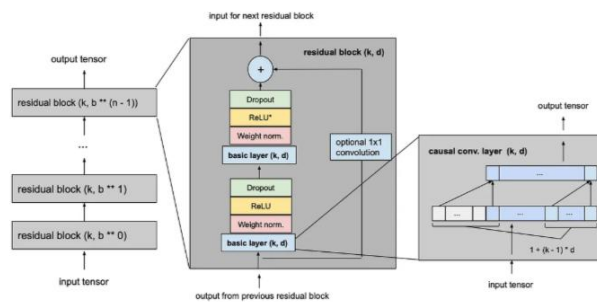 output tensor
residual block (k, b ** (n - 1))
...
residual block (k, b ** 1)
residual block (k, b ** 0)
input tensor
input for next residual block
residual block (k, d)
+
Dropout
ReLU*
Weight norm.
basic layer (k, d)
optional 1x1
convolution
Dropout
ReLU
Weight norm.
basic layer (k, d)
output from previous residual block
output tensor
causal conv. layer (k, d)
...
... ... ...
1 + (k - 1) * d
input tensor